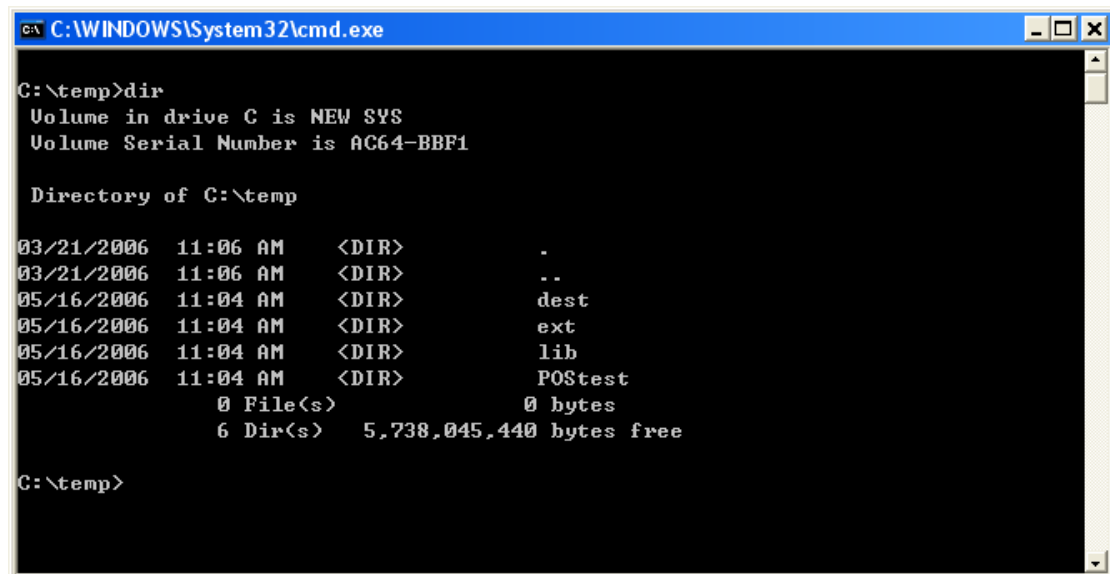 C:\WINDOWS\System32\cmd.exe
C:\temp>dir
Volume in drive C is NEW SYS
Volume Serial Number is AC64-BBF1
Directory of C:\temp
03/21/2006  11:06 AM    <DIR>          .
03/21/2006  11:06 AM    <DIR>          ..
05/16/2006  11:04 AM    <DIR>          dest
05/16/2006  11:04 AM    <DIR>          ext
05/16/2006  11:04 AM    <DIR>          lib
05/16/2006  11:04 AM    <DIR>          POStest
0 File(s)              0 bytes
6 Dir(s)   5,738,045,440 bytes free
C:\temp>